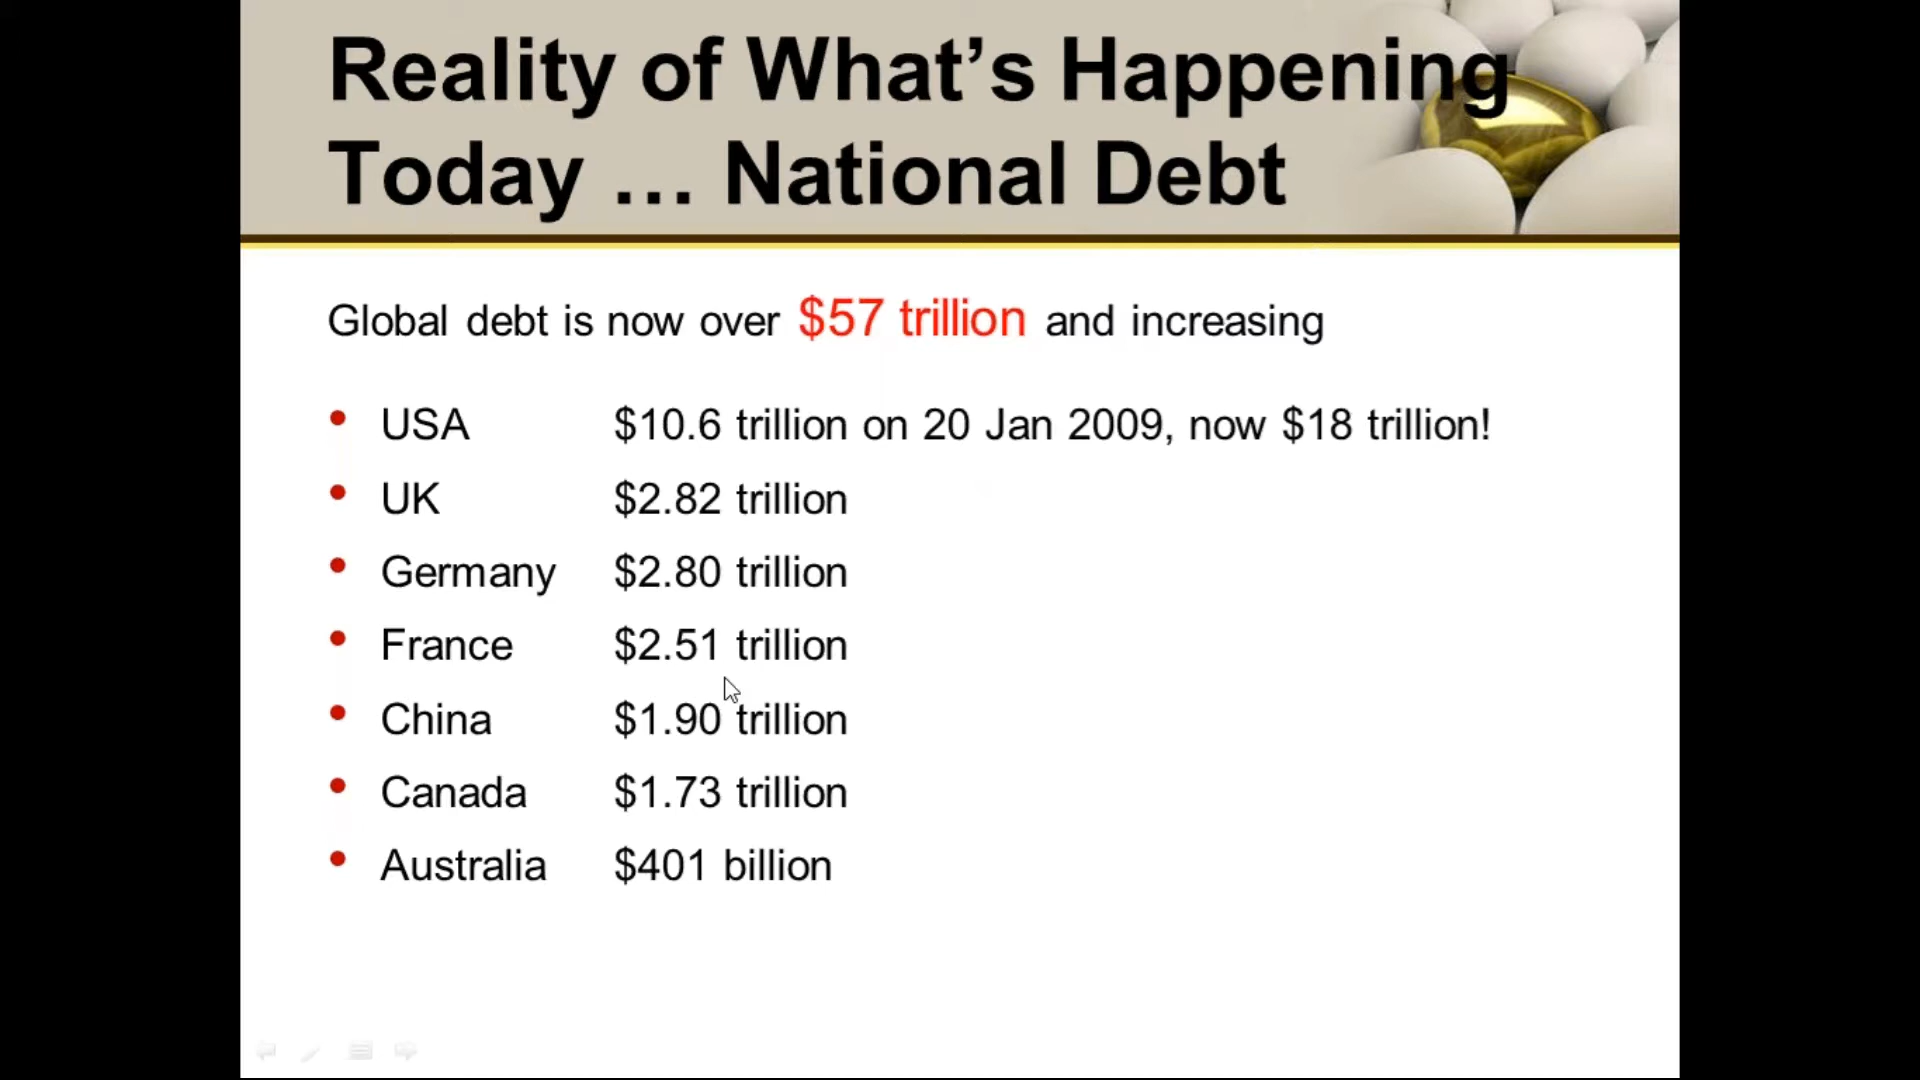 Reality of What’s Happening
Today … National Debt
Global debt is now over $57 trillion and increasing
• USA $10.6 trillion on 20 Jan 2009, now $18 trillion!
• UK $2.82 trillion
• Germany $2.80 trillion
• France $2.51 trillion
• China $1.90 trillion
• Canada $1.73 trillion
• Australia $401 billion